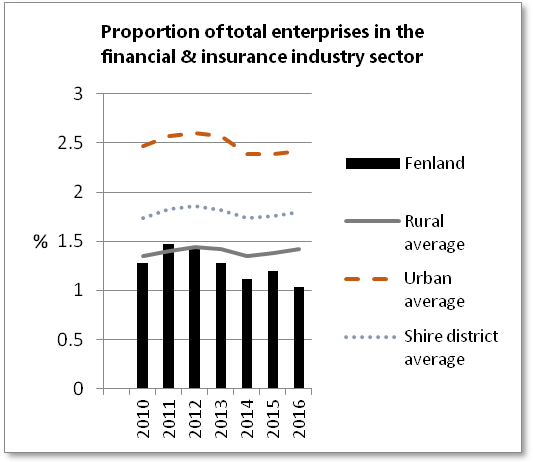 Proportion of total enterprises in the
financial & insurance industry sector
3
2.5
2
1.5
1
0.5
0
%
2010
2011
2012
2013
2014
2015
2016
Fenland
Rural
average
Urban
average
Shire district
average